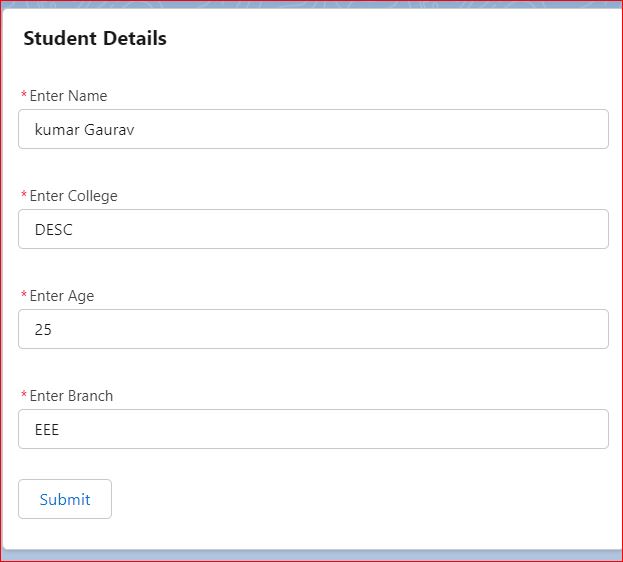 Student Details
*Enter Name
kumar Gaurav
*Enter College
DESC
*Enter Age
25
*Enter Branch
EEE
Submit